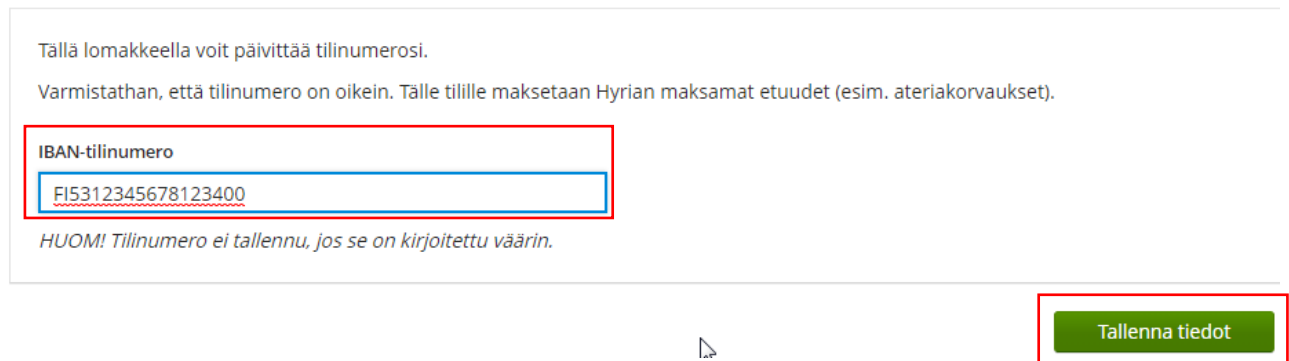 Tällä lomakkeella voit päivittää tilinumerosi.
Varmistathan, että tilinumero on oikein. Tälle tilille maksetaan Hyrian maksamat etuudet (esim. ateriakorvaukset).
IBAN-tilinumero
FI5312345678123400
HUOM! Tilinumero ei tallennu, jos se on kirjoitettu väärin.
Tallenna tiedot